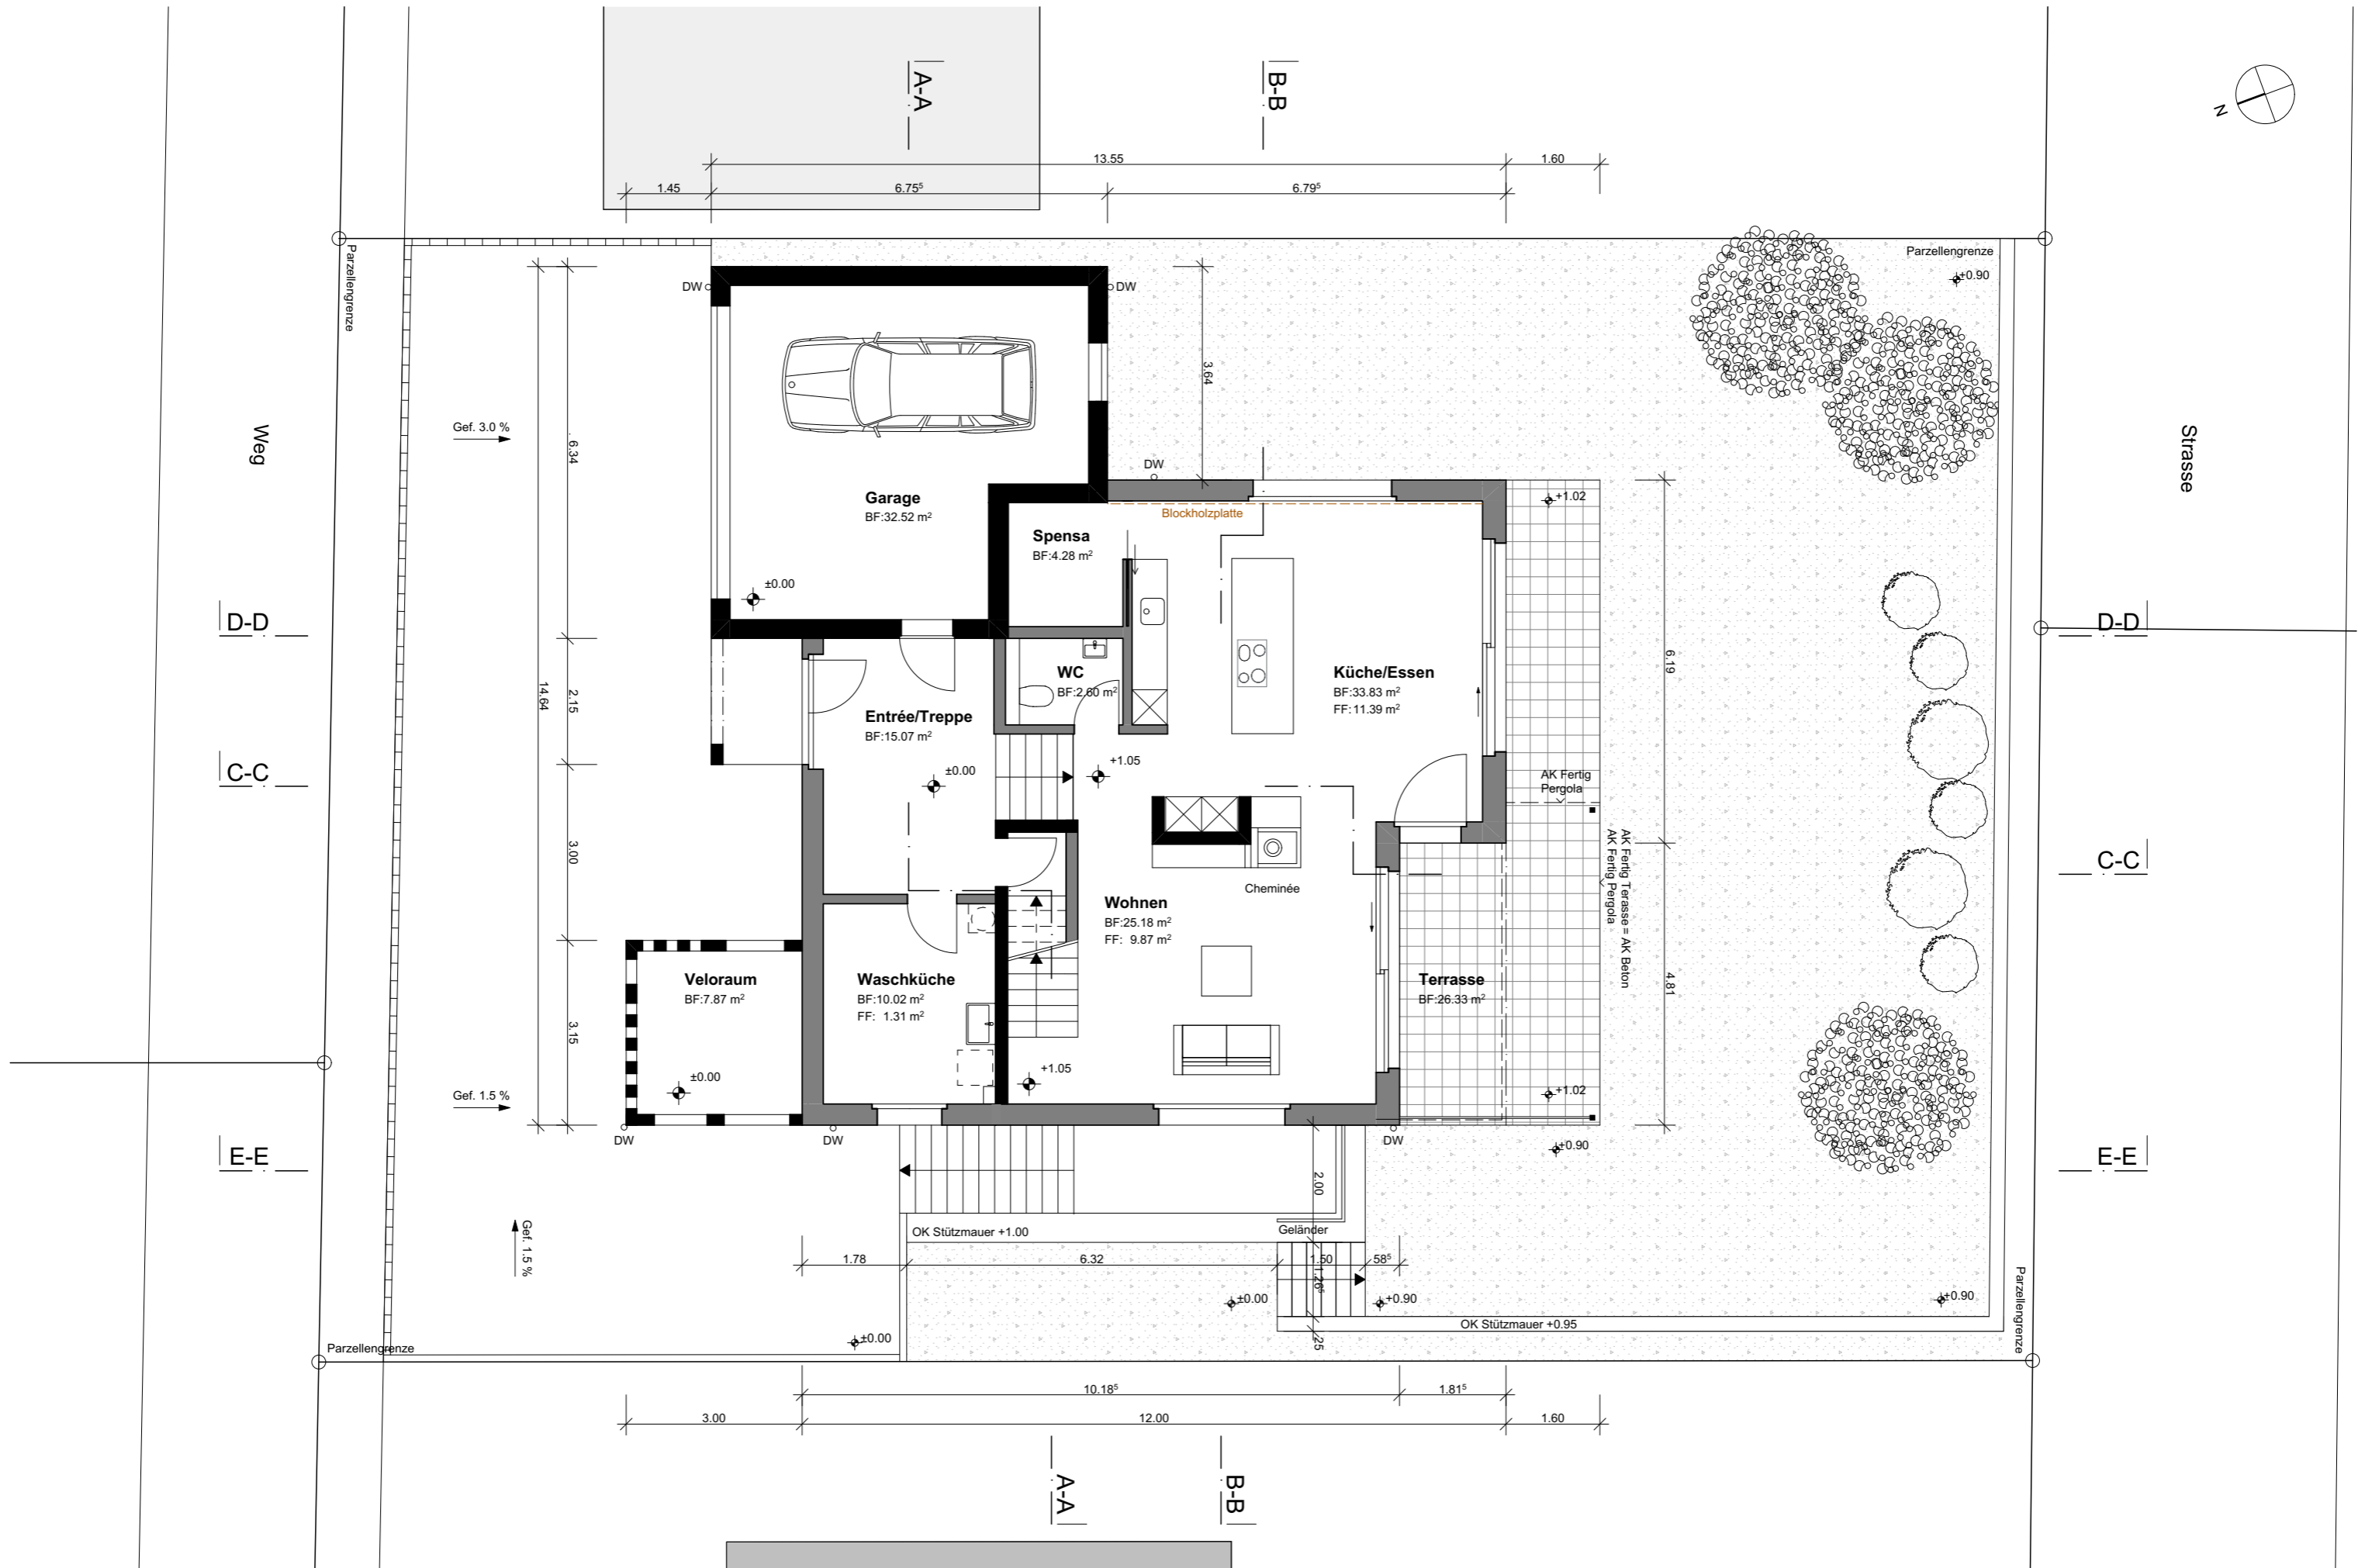 A-A
B-B
N
13.55
1.60
1.45
6.75⁵
6.79⁵
Parzellengrenze
Parzellengrenze
+0.90
DW
DW
3.64
Weg
Strasse
Gef. 3.0 %
6.34
DW
Garage
BF:32.52 m²
Blockholzplatte
+1.02
Spensa
BF:4.28 m²
±0.00
D-D
D-D
WC
BF:2.60 m²
Küche/Essen
BF:33.83 m²
FF:11.39 m²
6.19
14.64
2.15
Entrée/Treppe
BF:15.07 m²
±0.00
+1.05
C-C
AK Fertig
Pergola
3.00
AK Fertig Terasse = AK Beton
AK Fertig Pergola
C-C
Cheminée
Wohnen
BF:25.18 m²
FF: 9.87 m²
Veloraum
BF:7.87 m²
Waschküche
BF:10.02 m²
FF: 1.31 m²
Terrasse
BF:26.33 m²
4.81
3.15
±0.00
+1.05
+1.02
Gef. 1.5 %
DW
DW
DW
+0.90
E-E
E-E
2.00
Gef. 1.5 %
OK Stützmauer +1.00
Geländer
1.78
6.32
1.50
58⁵
1.26⁵
±0.00
+0.90
+0.90
Parzellengrenze
OK Stützmauer +0.95
25
±0.00
Parzellengrenze
10.18⁵
1.81⁵
3.00
12.00
1.60
A-A
B-B